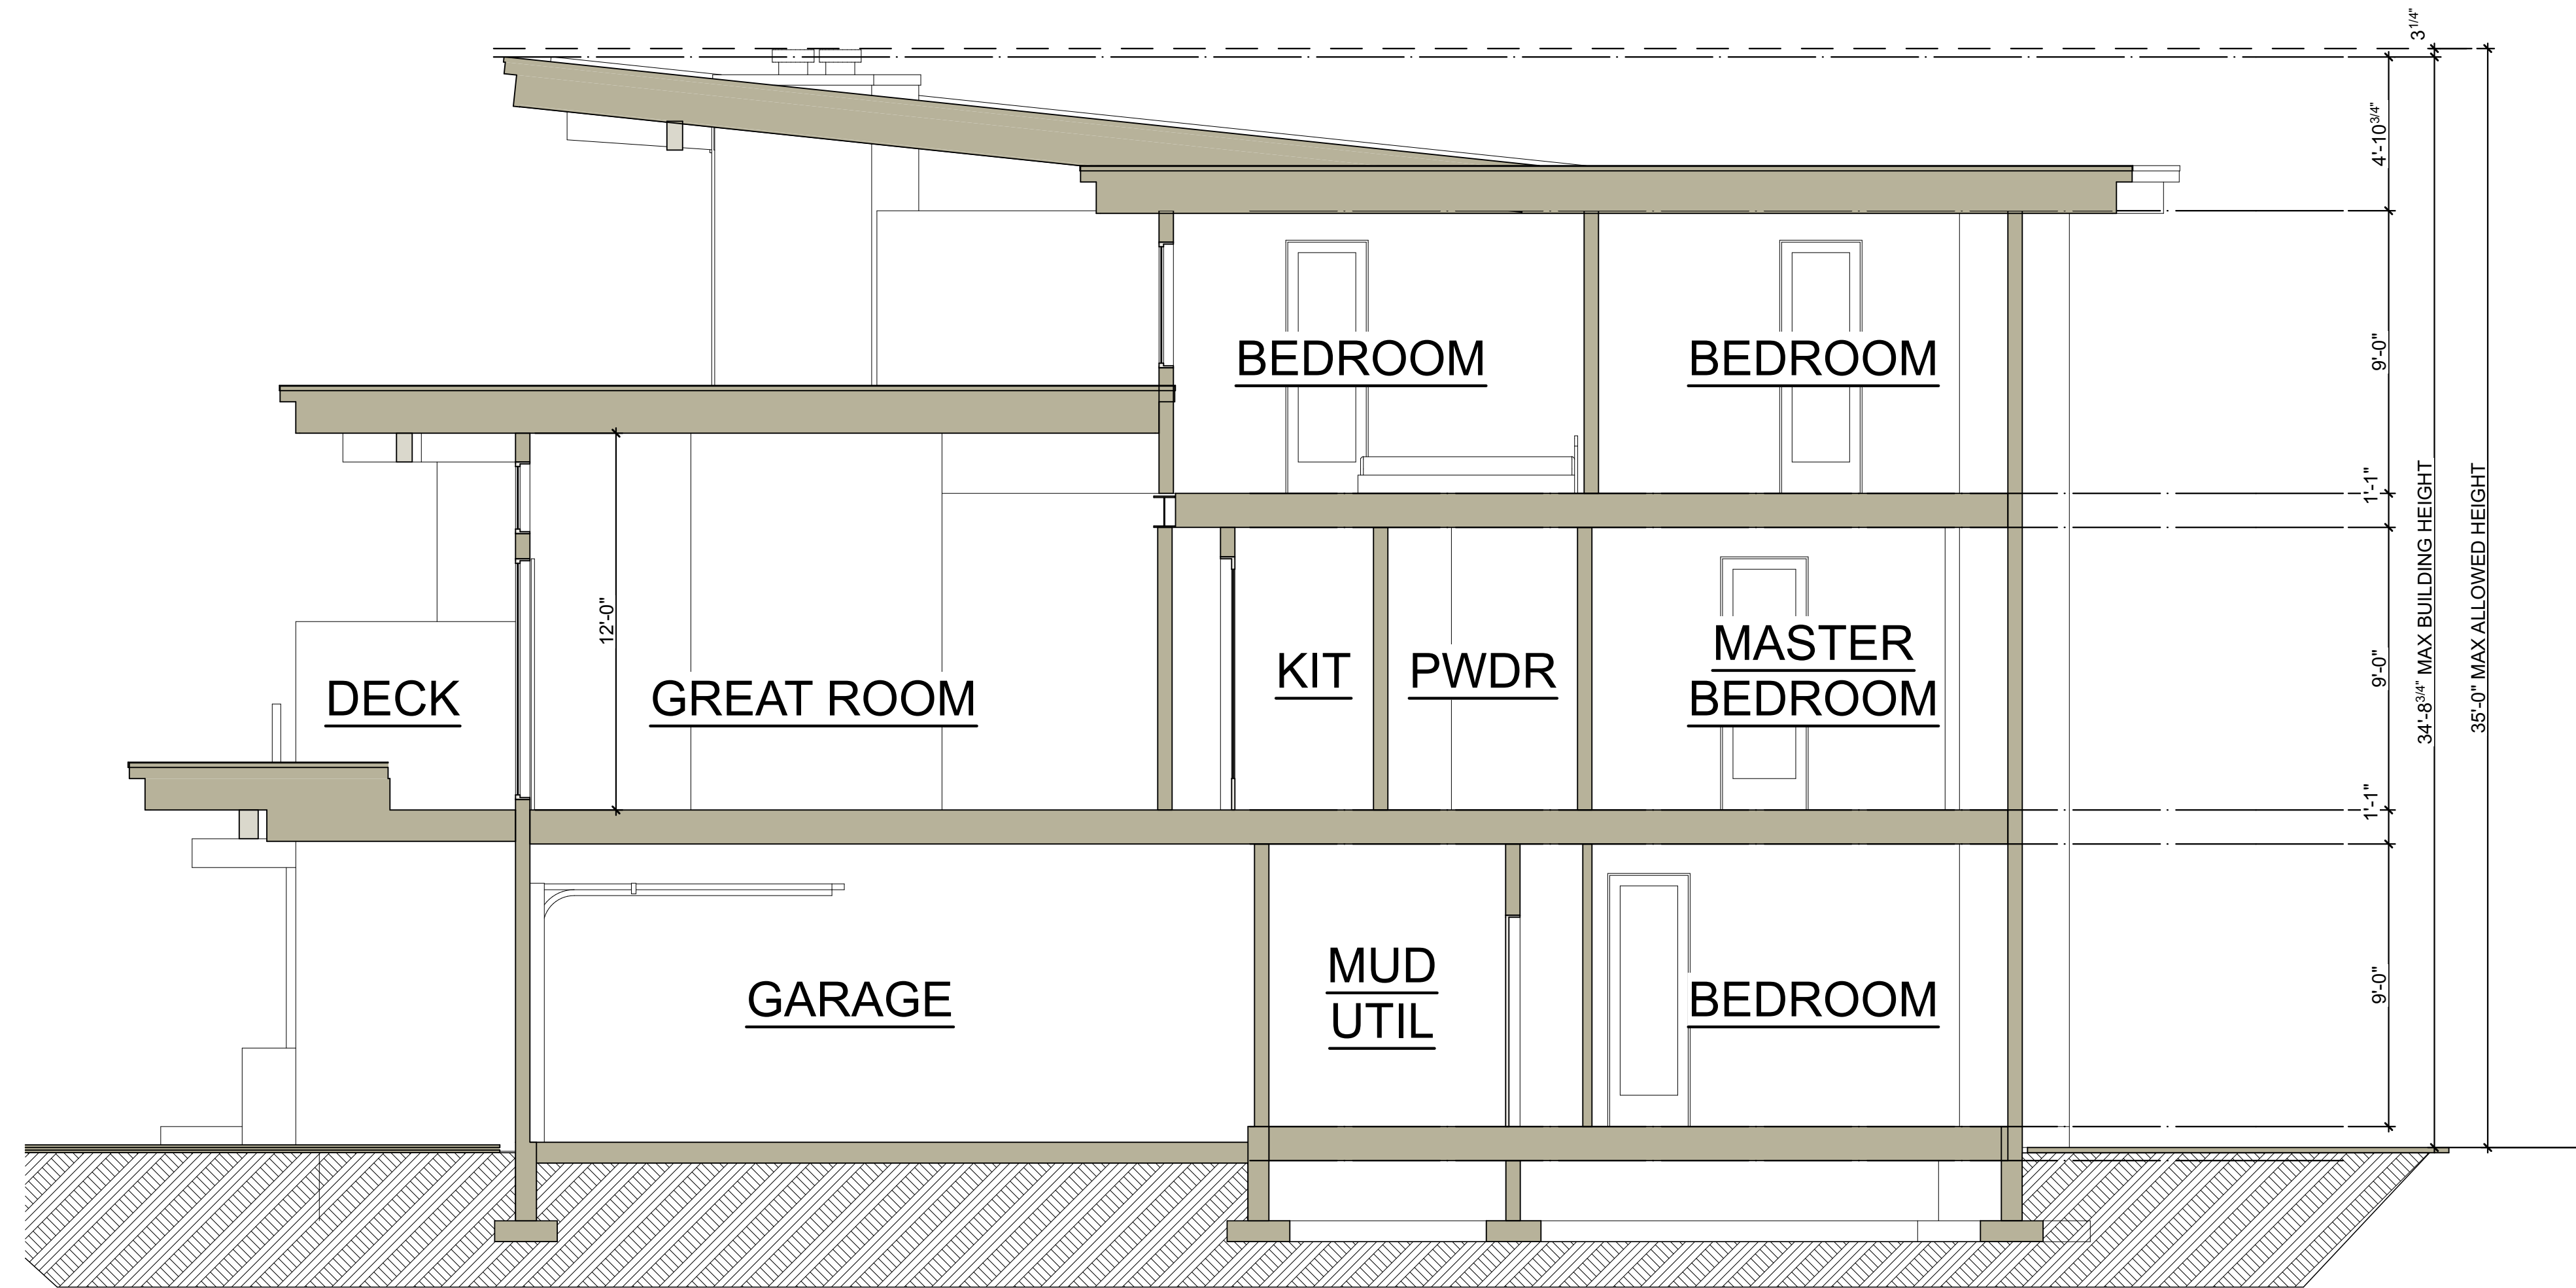 3 1/4"
4'-10 3/4"
9'-0"
BEDROOM
BEDROOM
1'-1"
34'-8 3/4" MAX BUILDING HEIGHT
35'-0" MAX ALLOWED HEIGHT
12'-0"
DECK
GREAT ROOM
KIT
PWDR
MASTER
BEDROOM
9'-0"
1'-1"
GARAGE
MUD
UTIL
BEDROOM
9'-0"